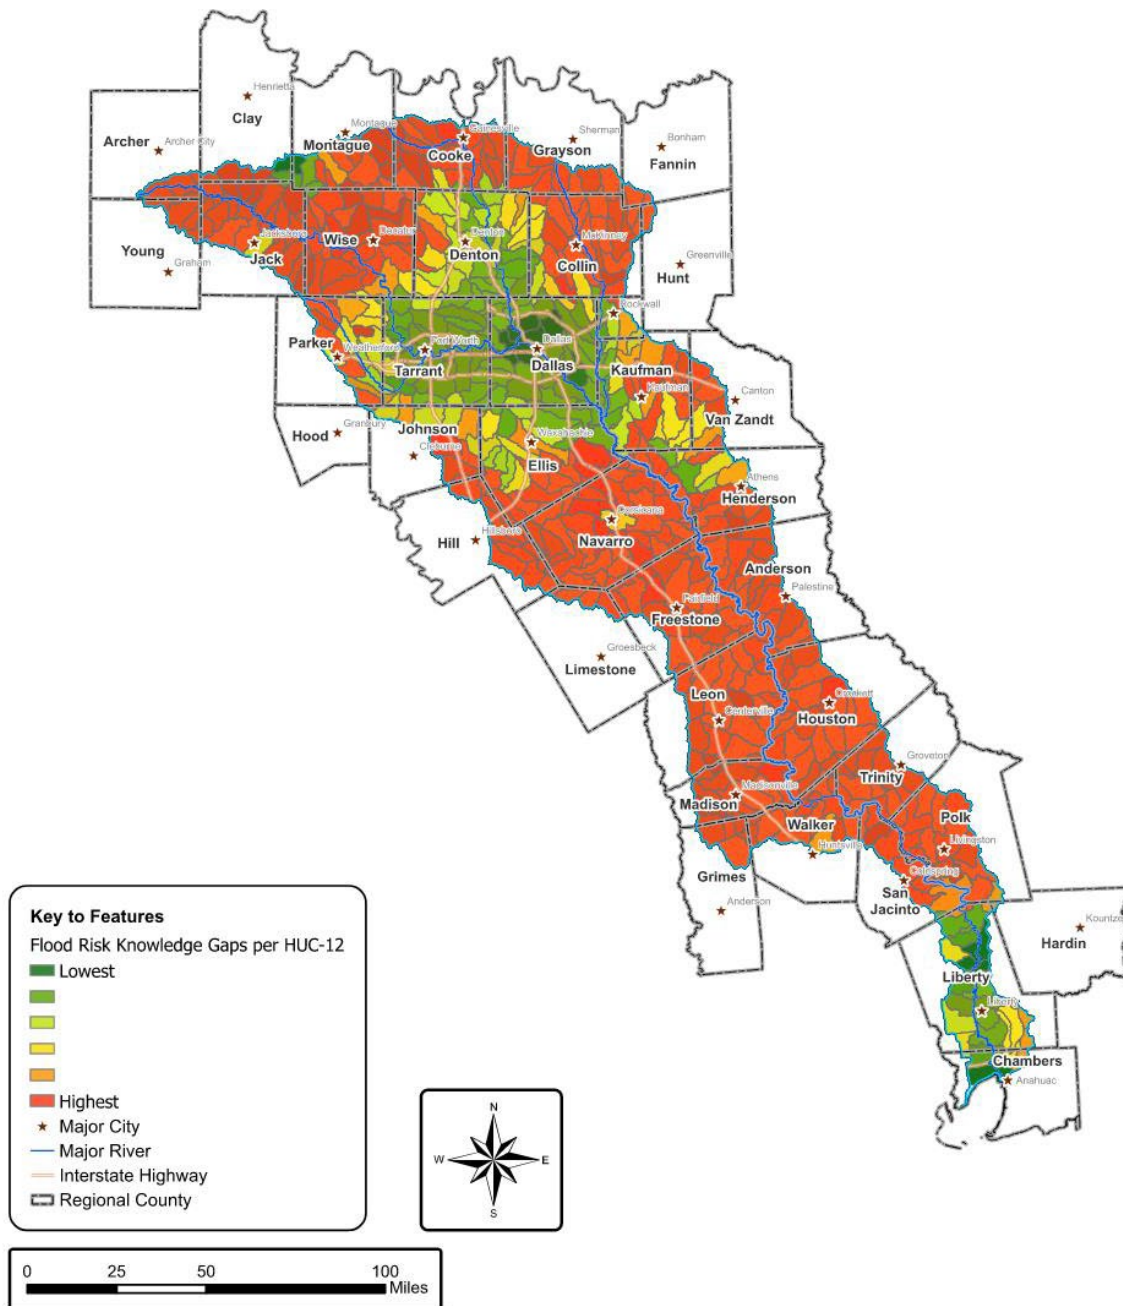 Henrietta
Clay
Archer
Archer City
Montague
Montague
Gainesville
Cooke
Sherman
Grayson
Bonham
Fannin
Young
Graham
Jacksboro
Jack
Wise
Decatur
Denton
Denton
McKinney
Collin
Greenville
Hunt
Rockwall
Parker
Weatherford
Fort Worth
Tarrant
Dallas
Dallas
Kaufman
Kaufman
Canton
Van Zandt
Hood
Granbury
Johnson
Cleburne
Waxahachie
Ellis
Athens
Henderson
Hill
Hillsboro
Corsicana
Navarro
Anderson
Palestine
Fairfield
Freestone
Groesbeck
Limestone
Leon
Centerville
Crockett
Houston
Groveton
Trinity
Madison
Madisonville
Walker
Huntsville
Polk
Livingston
Coldspring
San
Jacinto
Grimes
Anderson
Kountze
Hardin
Liberty
Liberty
Chambers
Anahuac
Key to Features
Flood Risk Knowledge Gaps per HUC-12
Lowest
Highest
Major City
Major River
Interstate Highway
Regional County
N
W
E
S
0 25 50 100
Miles